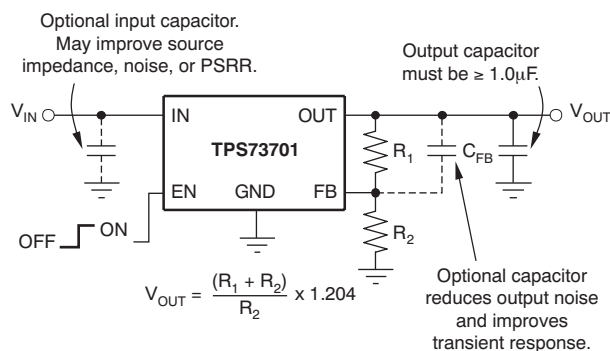 Optional input capacitor.
May improve source
impedance, noise, or PSRR.
Output capacitor
must be ≥ 1.0μF.
V_IN
IN
OUT
V_OUT
TPS73701
R_1
C_FB
EN
GND
FB
OFF
ON
R_2
V_OUT = (R_1 + R_2) / R_2 x 1.204
Optional capacitor
reduces output noise
and improves
transient response.